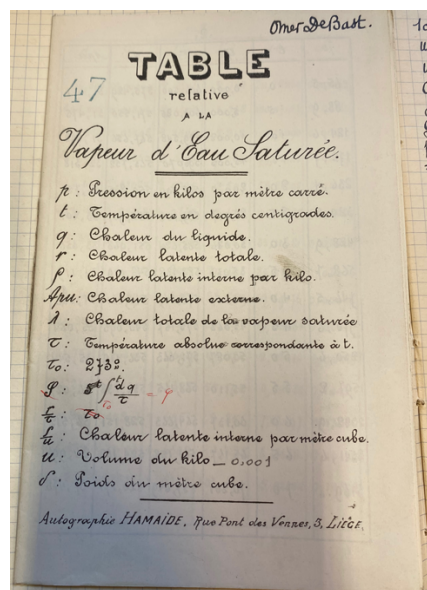 Omer De Bast.
TABLE
47
relative
A LA
Vapeur d'Eau Saturée.
p : Pression en kilos par mètre carré.
t : Température en degrés centigrades.
q : Chaleur du liquide.
r : Chaleur latente totale.
ρ : Chaleur latente interne par kilo.
Apu : Chaleur latente externe.
λ : Chaleur totale de la vapeur saturée
τ : Température absolue correspondante à t.
τo : 273°.
φ : ∫ dq/τ = φ
r/τ :
ρ/u : Chaleur latente interne par mètre cube.
u : Volume du kilo _ 0,001
δ : Poids du mètre cube.
Autographie HAMAIDE, Rue Pont des Vennes, 3, LIÈGE.